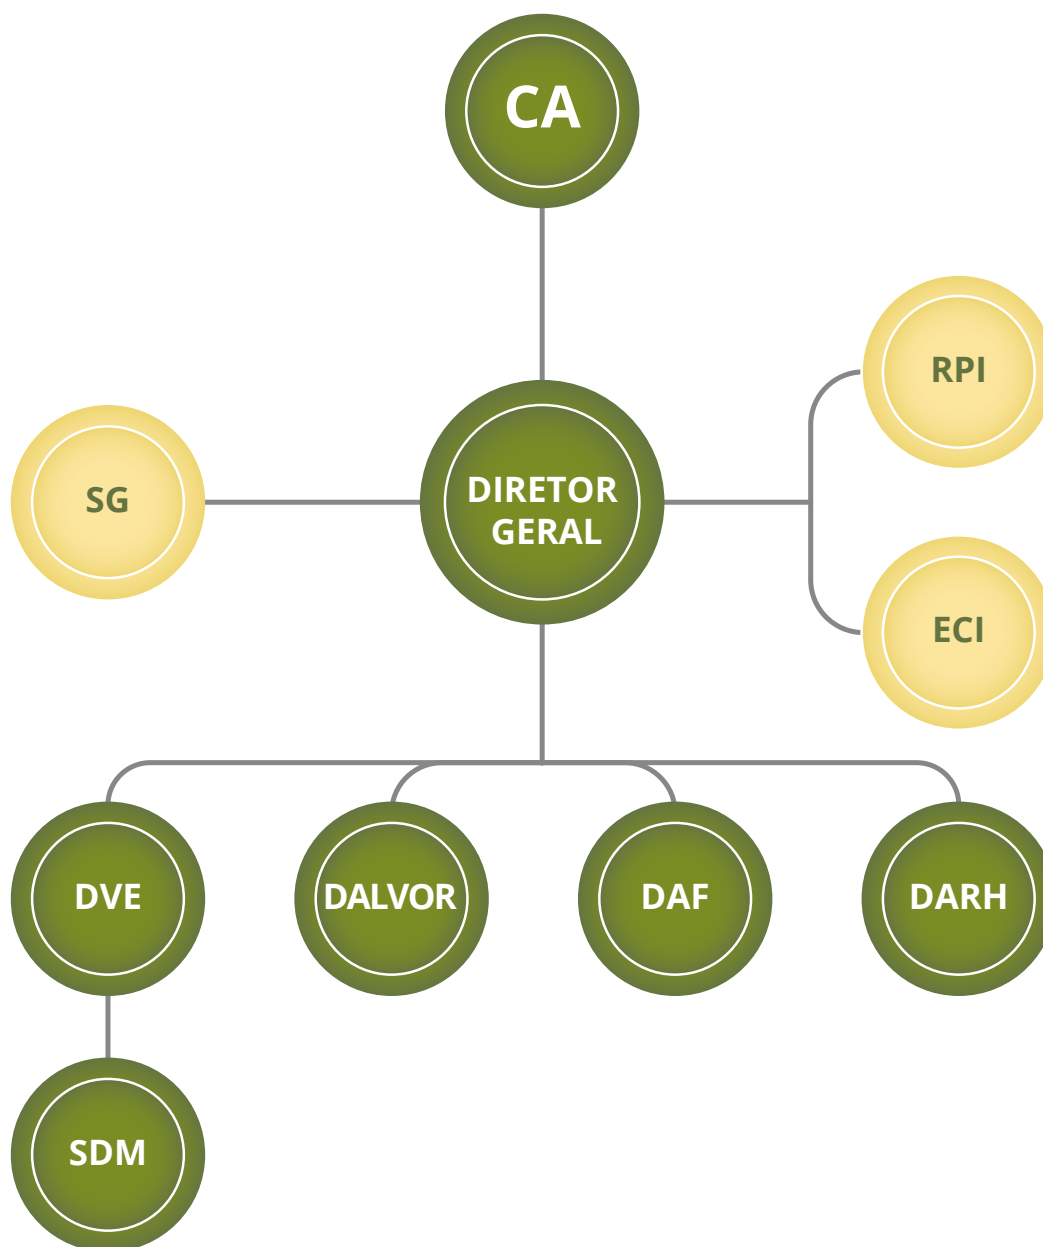 CA
RPI
DIRETOR
GERAL
SG
ECI
DVE
DALVOR
DAF
DARH
SDM